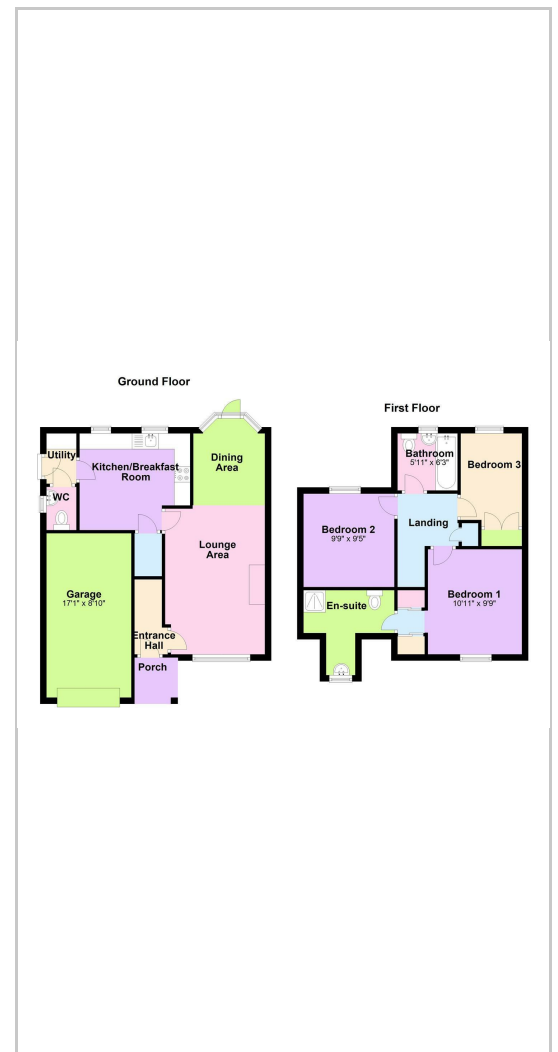 Ground Floor
Utility
Kitchen/Breakfast
Room
Dining
Area
WC
Lounge
Area
Garage
17'1" x 8'10"
Entrance
Hall
Porch
First Floor
Bathroom
5'11" x 6'3"
Bedroom 3
Bedroom 2
9'9" x 9'5"
Landing
En-suite
Bedroom 1
10'11" x 9'9"